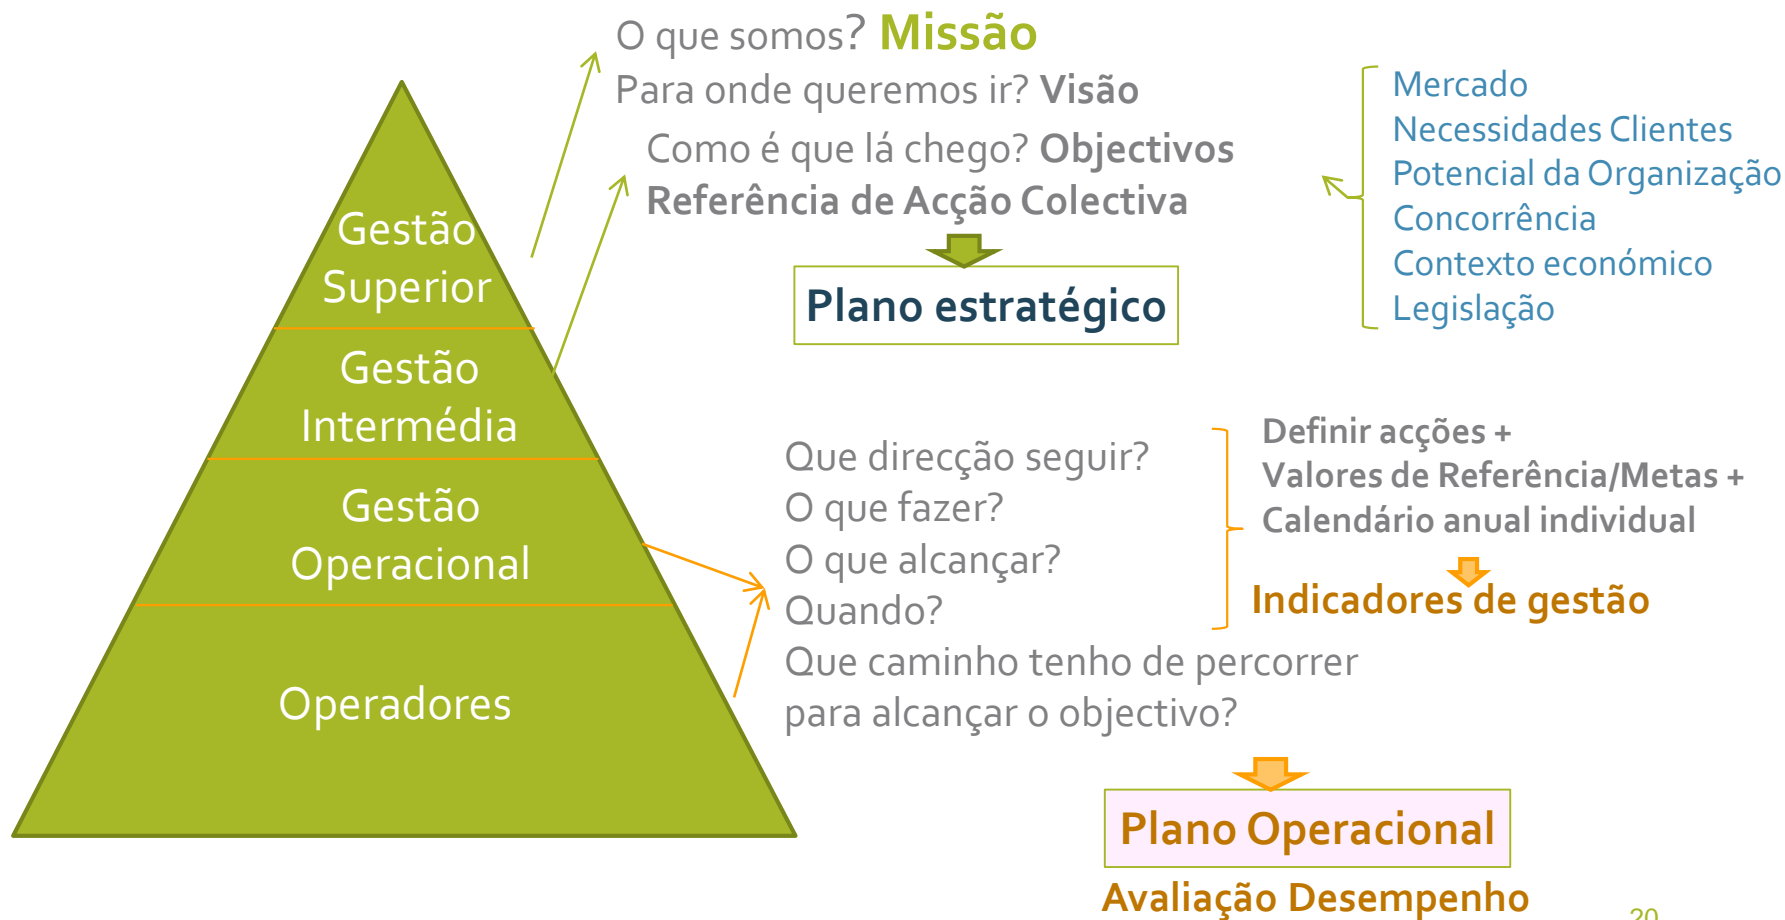 O que somos? Missão
Para onde queremos ir? Visão
Como é que lá chego? Objectivos
Referência de Acção Colectiva
Plano estratégico
Mercado
Necessidades Clientes
Potencial da Organização
Concorrência
Contexto económico
Legislação
Gestão
Superior
Gestão
Intermédia
Gestão
Operacional
Operadores
Que direcção seguir?
O que fazer?
O que alcançar?
Quando?
Que caminho tenho de percorrer
para alcançar o objectivo?
Definir acções +
Valores de Referência/Metas +
Calendário anual individual
Indicadores de gestão
Plano Operacional
Avaliação Desempenho
20